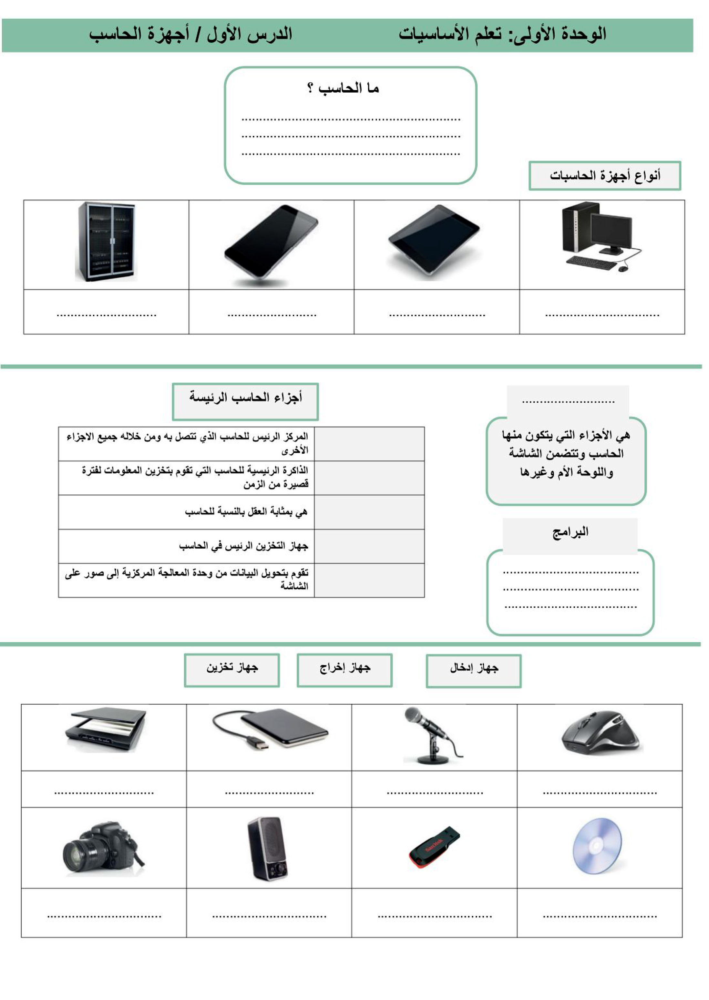 الوحدة الأولى: تعلم الأساسيات الدرس الأول / أجهزة الحاسب
ما الحاسب ؟
أنواع أجهزة الحاسبات
أجزاء الحاسب الرئيسة
المركز الرئيس للحاسب الذي تتصل به ومن خلاله جميع الاجزاء
الأخرى
الذاكرة الرئيسية للحاسب التي تقوم بتخزين المعلومات لفترة
قصيرة من الزمن
هي بمثابة العقل بالنسبة للحاسب
جهاز التخزين الرئيس في الحاسب
تقوم بتحويل البيانات من وحدة المعالجة المركزية إلى صور على
الشاشة
هي الأجزاء التي يتكون منها
الحاسب وتتضمن الشاشة
واللوحة الأم وغيرها
البرامج
جهاز إدخال
جهاز إخراج
جهاز تخزين
SanDisk